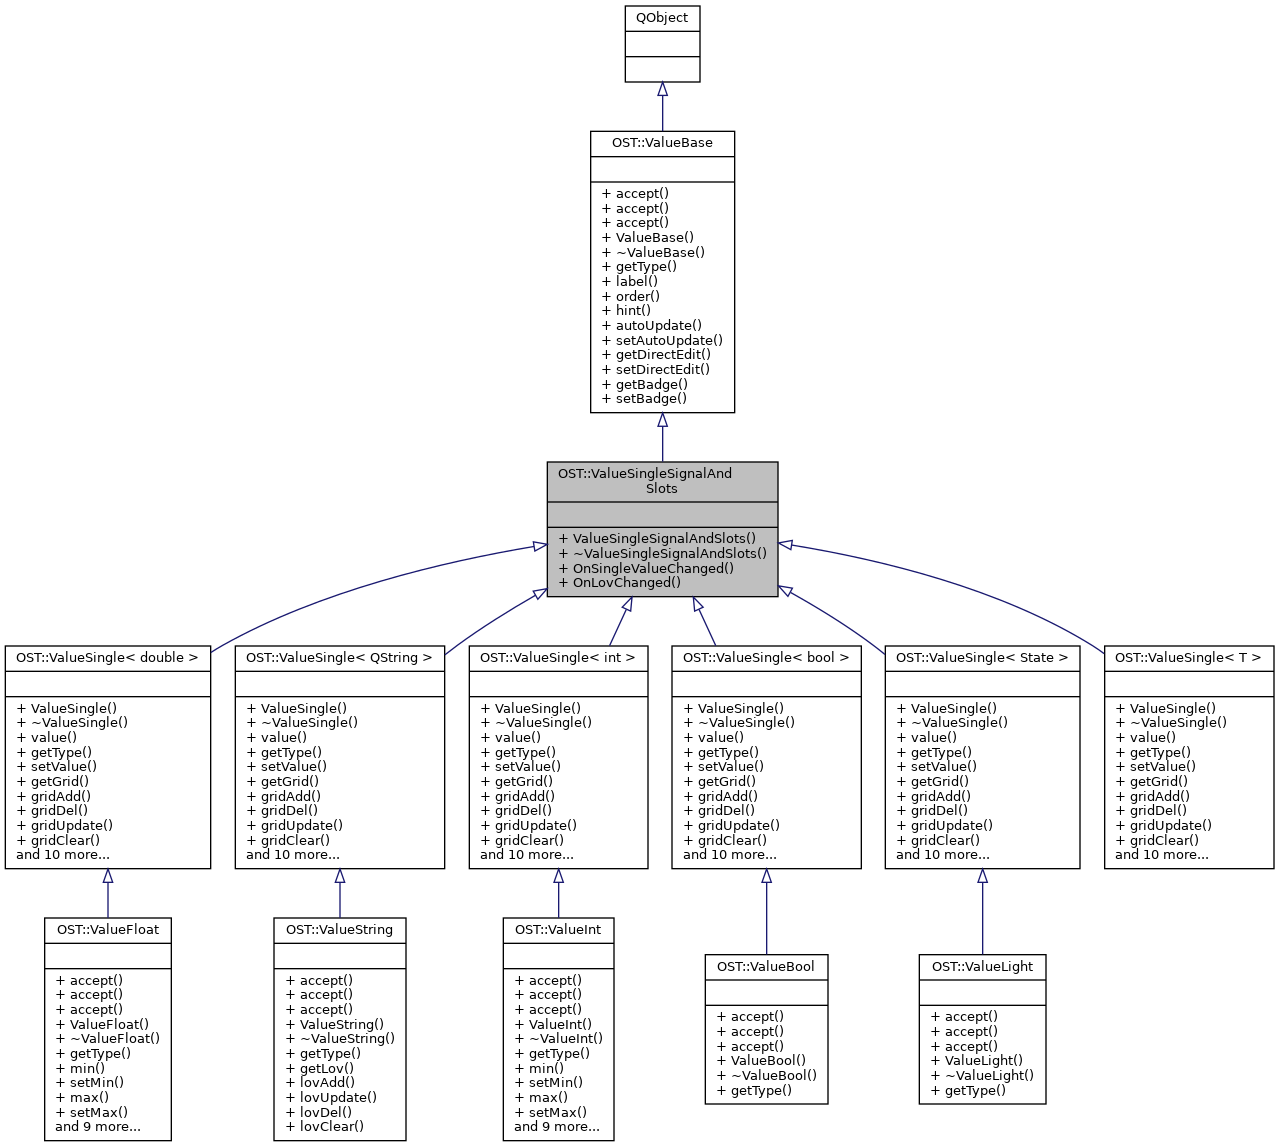 QObject
OST::ValueBase
+ accept()
+ accept()
+ accept()
+ ValueBase()
+ ~ValueBase()
+ getType()
+ label()
+ order()
+ hint()
+ autoUpdate()
+ setAutoUpdate()
+ getDirectEdit()
+ setDirectEdit()
+ getBadge()
+ setBadge()
OST::ValueSingleSignalAnd
Slots
+ ValueSingleSignalAndSlots()
+ ~ValueSingleSignalAndSlots()
+ OnSingleValueChanged()
+ OnLovChanged()
OST::ValueSingle< double >
+ ValueSingle()
+ ~ValueSingle()
+ value()
+ getType()
+ setValue()
+ getGrid()
+ gridAdd()
+ gridDel()
+ gridUpdate()
+ gridClear()
and 10 more...
OST::ValueSingle< QString >
+ ValueSingle()
+ ~ValueSingle()
+ value()
+ getType()
+ setValue()
+ getGrid()
+ gridAdd()
+ gridDel()
+ gridUpdate()
+ gridClear()
and 10 more...
OST::ValueSingle< int >
+ ValueSingle()
+ ~ValueSingle()
+ value()
+ getType()
+ setValue()
+ getGrid()
+ gridAdd()
+ gridDel()
+ gridUpdate()
+ gridClear()
and 10 more...
OST::ValueSingle< bool >
+ ValueSingle()
+ ~ValueSingle()
+ value()
+ getType()
+ setValue()
+ getGrid()
+ gridAdd()
+ gridDel()
+ gridUpdate()
+ gridClear()
and 10 more...
OST::ValueSingle< State >
+ ValueSingle()
+ ~ValueSingle()
+ value()
+ getType()
+ setValue()
+ getGrid()
+ gridAdd()
+ gridDel()
+ gridUpdate()
+ gridClear()
and 10 more...
OST::ValueSingle< T >
+ ValueSingle()
+ ~ValueSingle()
+ value()
+ getType()
+ setValue()
+ getGrid()
+ gridAdd()
+ gridDel()
+ gridUpdate()
+ gridClear()
and 10 more...
OST::ValueFloat
+ accept()
+ accept()
+ accept()
+ ValueFloat()
+ ~ValueFloat()
+ getType()
+ min()
+ setMin()
+ max()
+ setMax()
and 9 more...
OST::ValueString
+ accept()
+ accept()
+ accept()
+ ValueString()
+ ~ValueString()
+ getType()
+ getLov()
+ lovAdd()
+ lovUpdate()
+ lovDel()
+ lovClear()
OST::ValueInt
+ accept()
+ accept()
+ accept()
+ ValueInt()
+ ~ValueInt()
+ getType()
+ min()
+ setMin()
+ max()
+ setMax()
and 9 more...
OST::ValueBool
+ accept()
+ accept()
+ accept()
+ ValueBool()
+ ~ValueBool()
+ getType()
OST::ValueLight
+ accept()
+ accept()
+ accept()
+ ValueLight()
+ ~ValueLight()
+ getType()